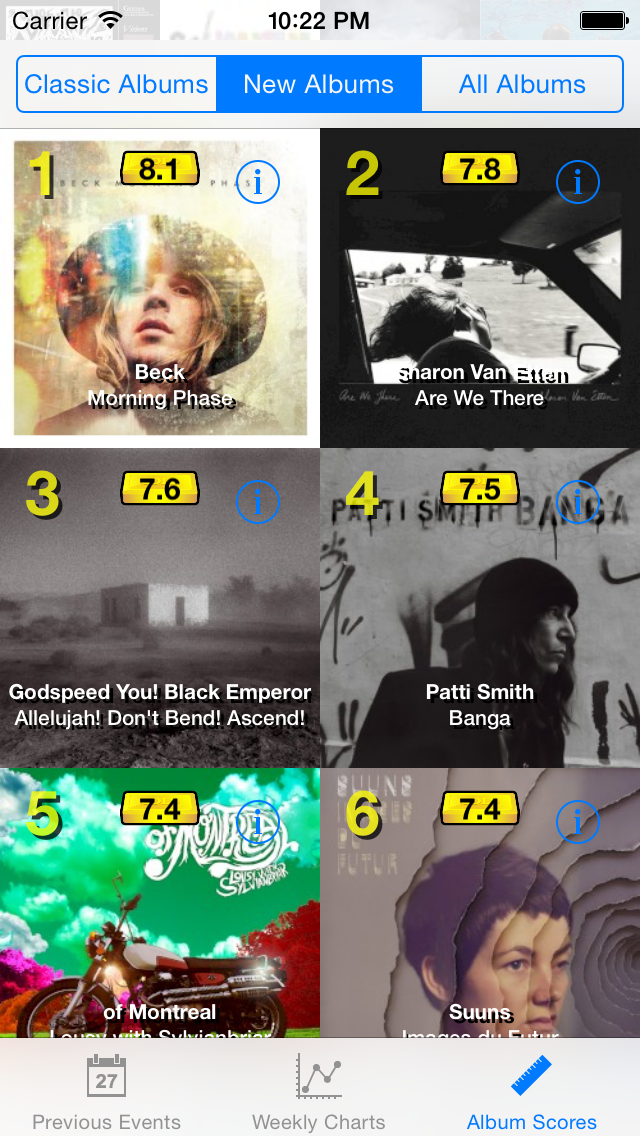 Carrier 10:22 PM
Classic Albums New Albums All Albums
1 8.1 i
BECK M PHAS
Beck
Morning Phase
2 7.8 i
Sharon Van Etten
Are We There
Are We There Sharon Van Etten
3 7.6 i
Godspeed You! Black Emperor
Allelujah! Don't Bend! Ascend!
4 7.5 i
PATTI SMITH BANGA
Patti Smith
Banga
5 7.4 i
of MONTREAL
LOUSY WITH
SYLVIANBRIAR
of Montreal
Lousy with Sylvianbriar
6 7.4 i
SUUNS
DU
FUTUR
Suuns
Images du Futur
27
Previous Events Weekly Charts Album Scores